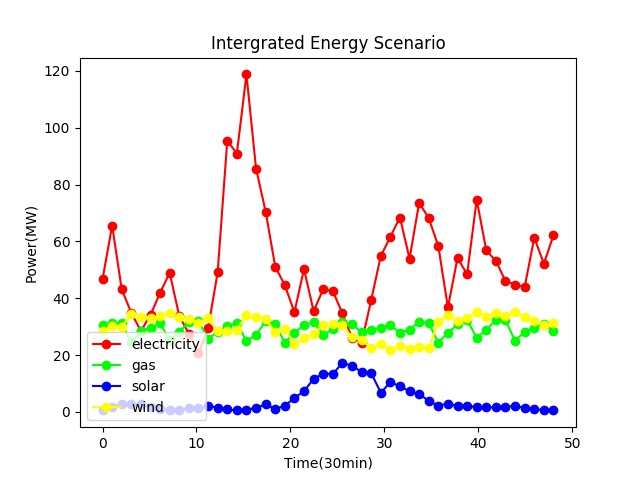 Intergrated Energy Scenario
Power(MW)
120
100
80
60
40
20
0
electricity
gas
solar
wind
0 10 20 30 40 50
Time(30min)